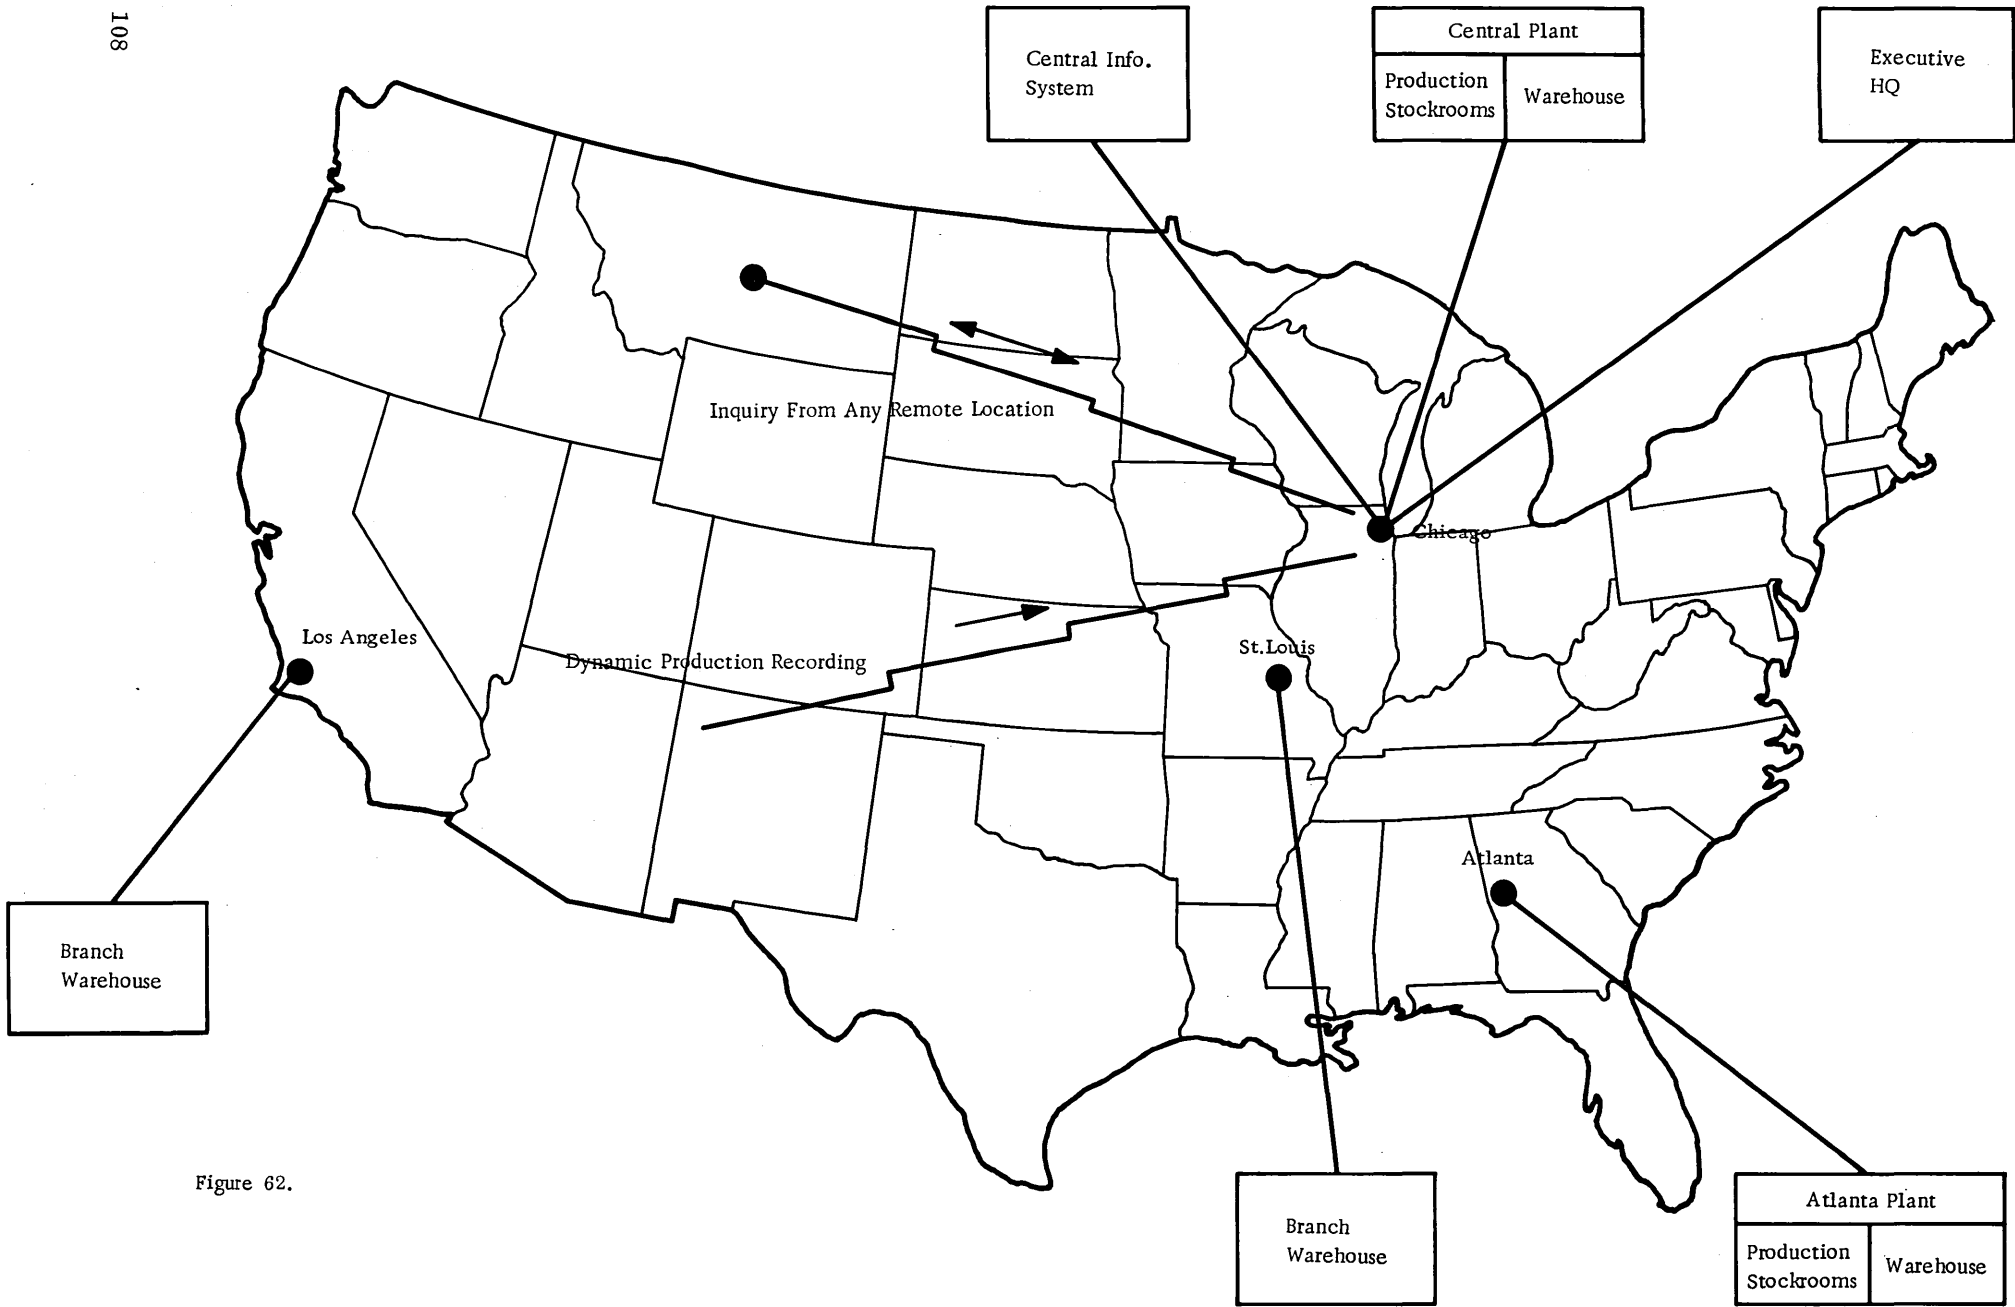 108
Central Info.
System
Central Plant
Production
Stockrooms
Warehouse
Executive
HQ
Inquiry From Any Remote Location
Chicago
Los Angeles
Dynamic Production Recording
St.Louis
Atlanta
Branch
Warehouse
Figure 62.
Branch
Warehouse
Atlanta Plant
Production
Stockrooms
Warehouse